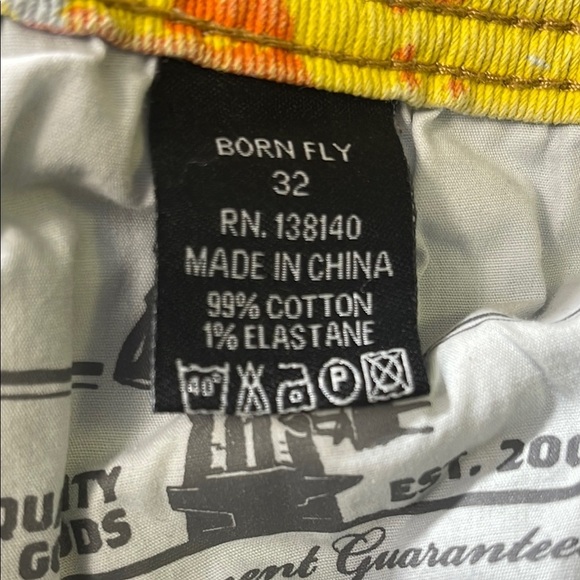 BORN FLY
32
RN. 138140
MADE IN CHINA
99% COTTON
1% ELASTANE
40° P
QUALITY
GOODS
EST. 200
Guarantee